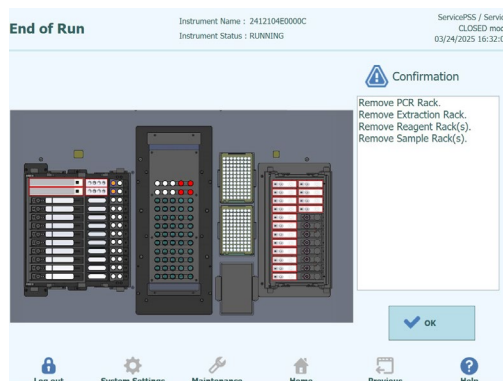 End of Run
Instrument Name : 2412104E0000C
Instrument Status : RUNNING
ServicePSS / Servic
CLOSED mod
03/24/2025 16:32:0
Confirmation
Remove PCR Rack.
Remove Extraction Rack.
Remove Reagent Rack(s).
Remove Sample Rack(s).
OK
Log out
System Settings
Maintenance
Home
Previous
Help